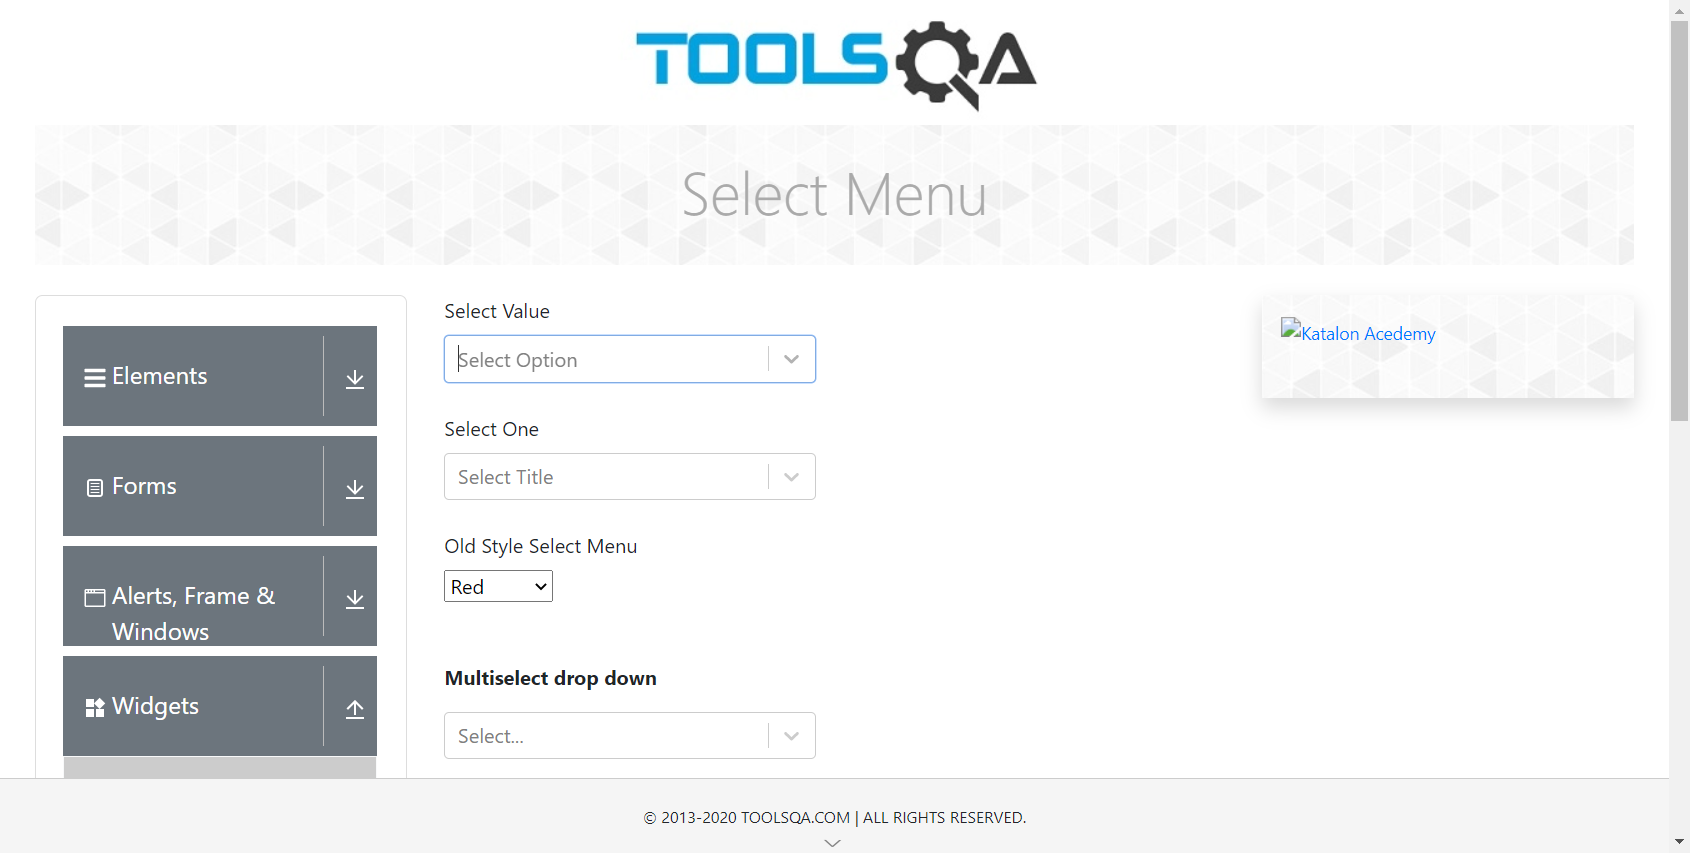 TOOLSQA
Select Menu
Elements
Forms
Alerts, Frame &
Windows
Widgets
Select Value
Select Option
Select One
Select Title
Old Style Select Menu
Red
Multiselect drop down
Select...
Katalon Acedemy
© 2013-2020 TOOLSQA.COM | ALL RIGHTS RESERVED.